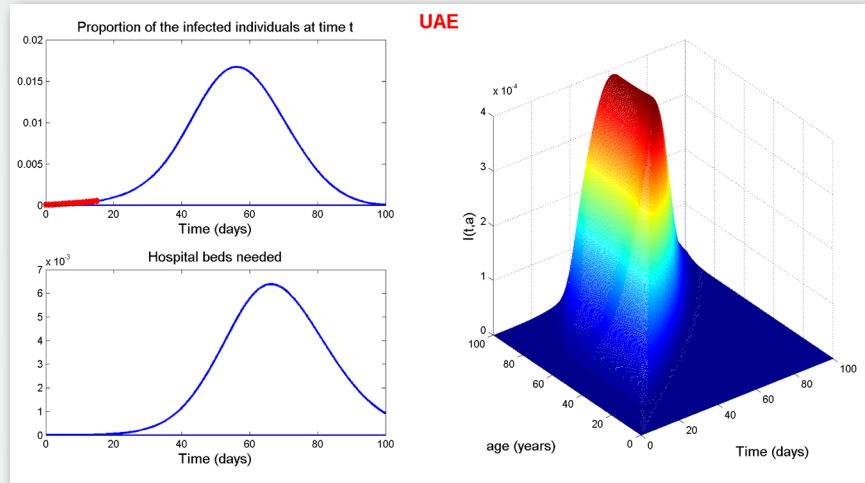 UAE
Proportion of the infected individuals at time t
0.02
0.015
0.01
0.005
0
0 20 40 60 80 100
Time (days)
Hospital beds needed
x 10⁻³
7
6
5
4
3
2
1
0
0 20 40 60 80 100
Time (days)
x 10⁻⁴
4
3
2
1
0
I(t,a)
100
80
60
40
20
0
age (years)
0
20
40
60
80
100
Time (days)